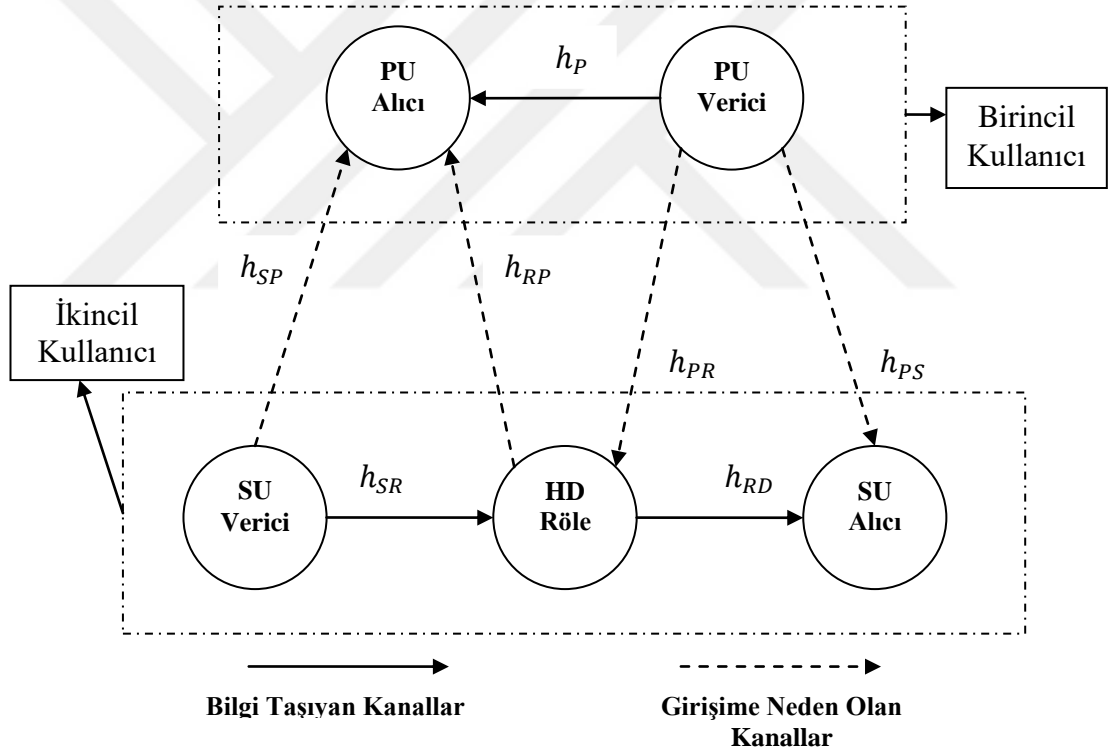 PU
Alıcı
h_P
PU
Verici
Birincil
Kullanıcı
h_SP
h_RP
İkincil
Kullanıcı
h_PR
h_PS
SU
Verici
h_SR
HD
Röle
h_RD
SU
Alıcı
Bilgi Taşıyan Kanallar
Girişime Neden Olan
Kanallar